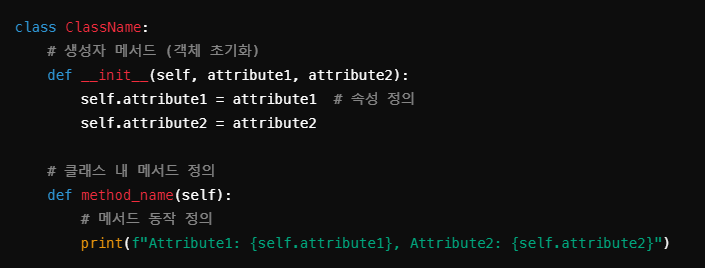 class ClassName:
    # 생성자 메서드 (객체 초기화)
    def __init__(self, attribute1, attribute2):
        self.attribute1 = attribute1  # 속성 정의
        self.attribute2 = attribute2

    # 클래스 내 메서드 정의
    def method_name(self):
        # 메서드 동작 정의
        print(f"Attribute1: {self.attribute1}, Attribute2: {self.attribute2}")